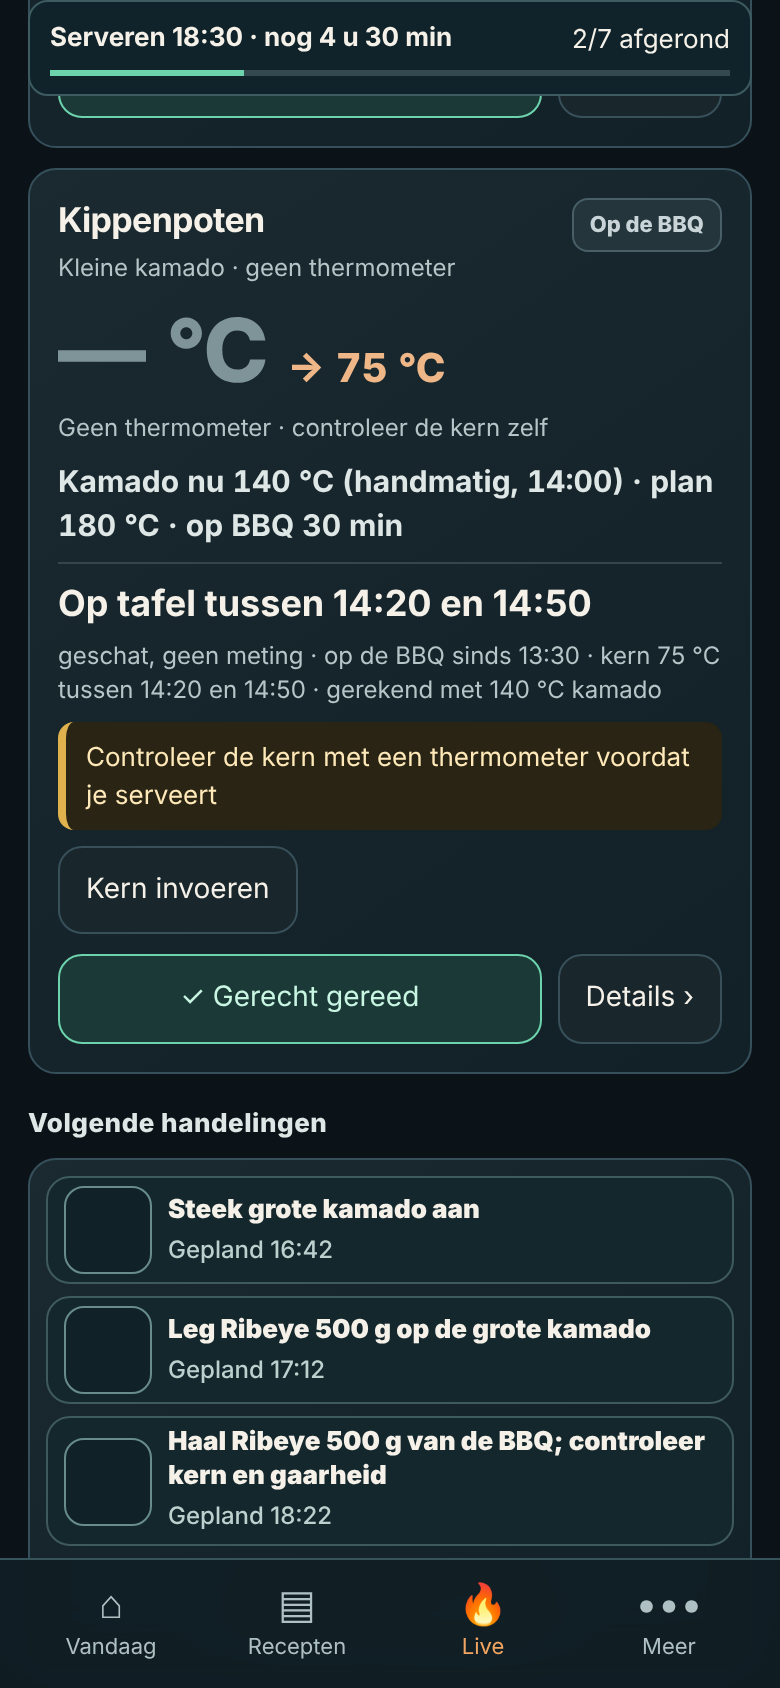 Serveren 18:30 · nog 4 u 30 min
2/7 afgerond
Kippenpoten
Op de BBQ
Kleine kamado · geen thermometer
— °C → 75 °C
Geen thermometer · controleer de kern zelf
Kamado nu 140 °C (handmatig, 14:00) · plan
180 °C · op BBQ 30 min
Op tafel tussen 14:20 en 14:50
geschat, geen meting · op de BBQ sinds 13:30 · kern 75 °C
tussen 14:20 en 14:50 · gerekend met 140 °C kamado
Controleer de kern met een thermometer voordat
je serveert
Kern invoeren
✓ Gerecht gereed
Details ›
Volgende handelingen
Steek grote kamado aan
Gepland 16:42
Leg Ribeye 500 g op de grote kamado
Gepland 17:12
Haal Ribeye 500 g van de BBQ; controleer
kern en gaarheid
Gepland 18:22
Vandaag
Recepten
Live
Meer